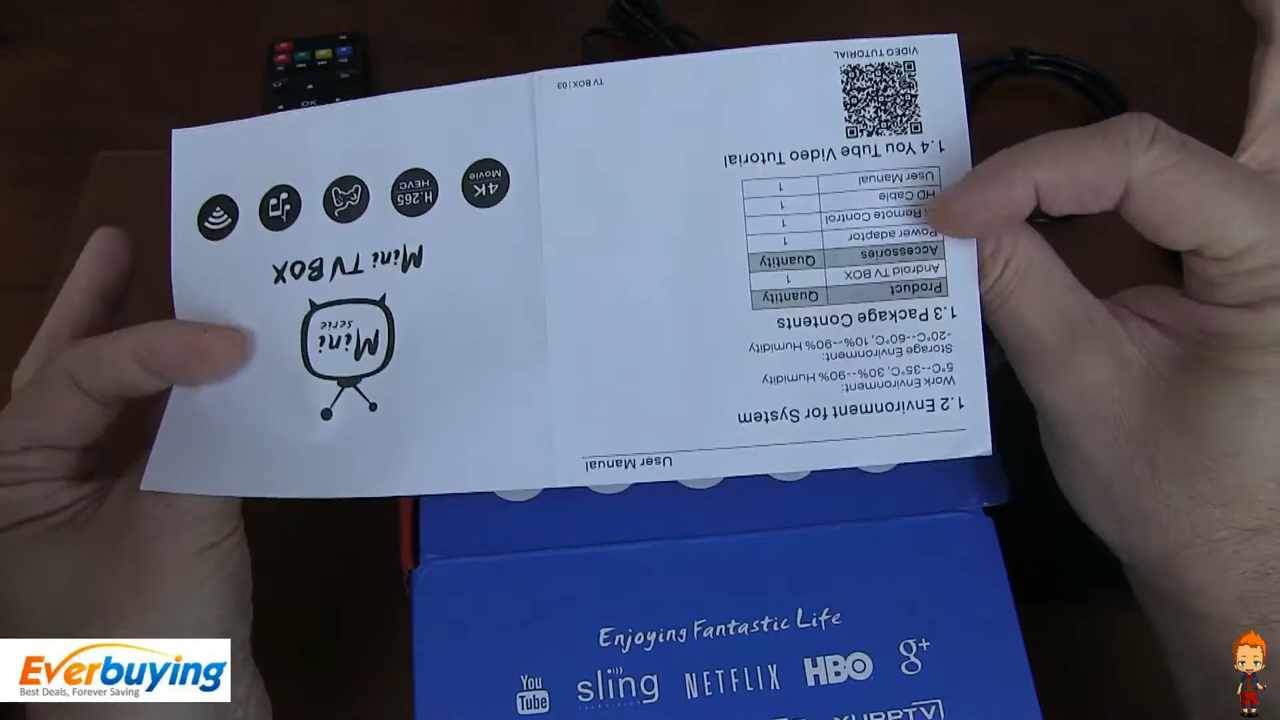 User Manual
1.2 Environment for System
Work Environment:
5°C--35°C, 30%--90% Humidity
Storage Environment:
-20°C--60°C, 10%--90% Humidity
1.3 Package Contents
Product Quantity
Android TV BOX 1
Accessories Quantity
Power adaptor 1
Remote Control 1
HD Cable 1
User Manual 1
1.4 You Tube Video Tutorial
VIDEO TUTORIAL
TV BOX | 03
Mini
serie
Mini TV BOX
4K
Movie
H.265
HEVC
OK
Enjoying Fantastic Life
You
Tube
sling
TELEVISION
NETFLIX
HBO
g+
Everbuying
Best Deals, Forever Saving